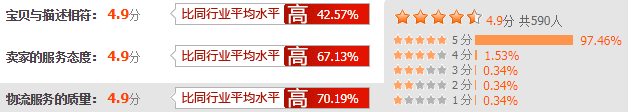 宝贝与描述相符： 4.9分 比同行业平均水平 高 42.57%
卖家的服务态度： 4.9分 比同行业平均水平 高 67.13%
物流服务的质量： 4.9分 比同行业平均水平 高 70.19%
4.9分 共590人
5分 97.46%
4分 1.53%
3分 0.34%
2分 0.34%
1分 0.34%